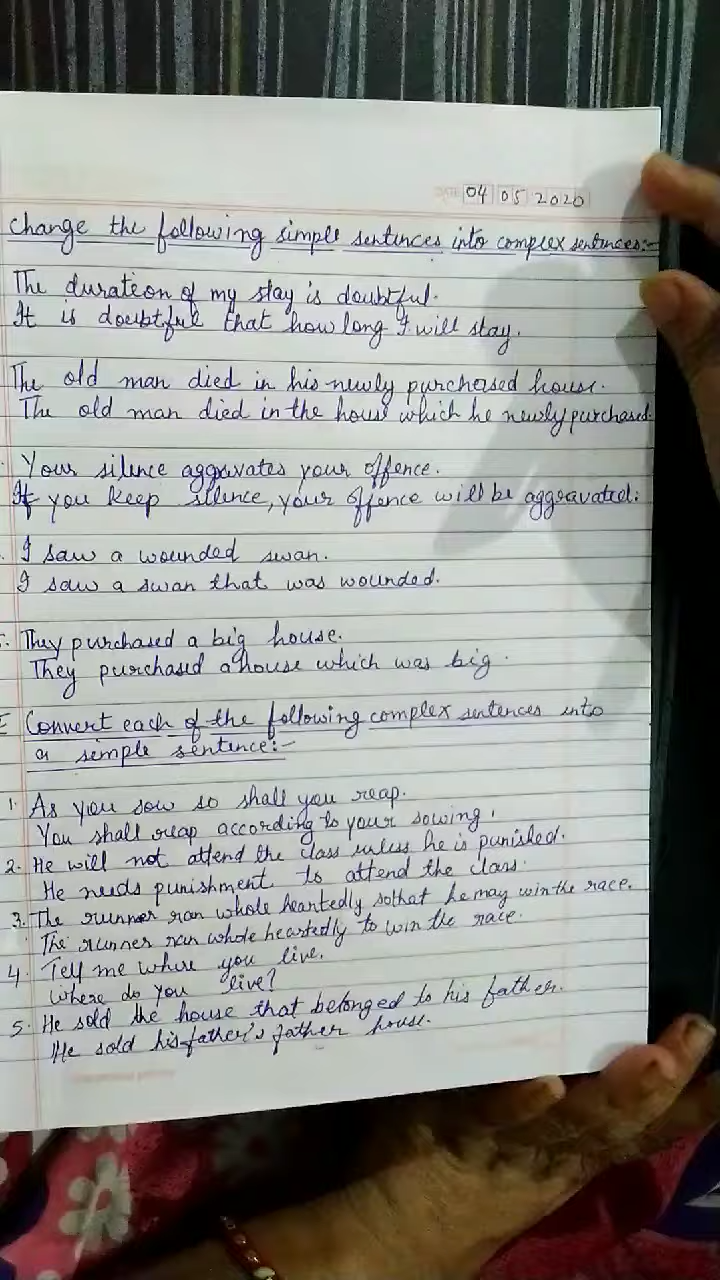 04 05 2020
change the following simple sentences into complex sentences:-
The duration of my stay is doubtful.
It is doubtful that how long I will stay.
The old man died in his newly purchased house.
The old man died in the house which he newly purchased.
Your silence aggravates your offence.
If you keep silence, your offence will be aggravated.
I saw a wounded swan.
I saw a swan that was wounded.
5. They purchased a big house.
They purchased a house which was big.
Convert each of the following complex sentences into
a simple sentence:-
1. As you sow so shall you reap.
You shall reap according to your sowing.
2. He will not attend the class unless he is punished.
He needs punishment to attend the class.
3. The runner ran whole heartedly so that he may win the race.
The runner ran whole heartedly to win the race.
4. Tell me where you live.
Where do you live?
5. He sold the house that belonged to his father.
He sold his father's father house.